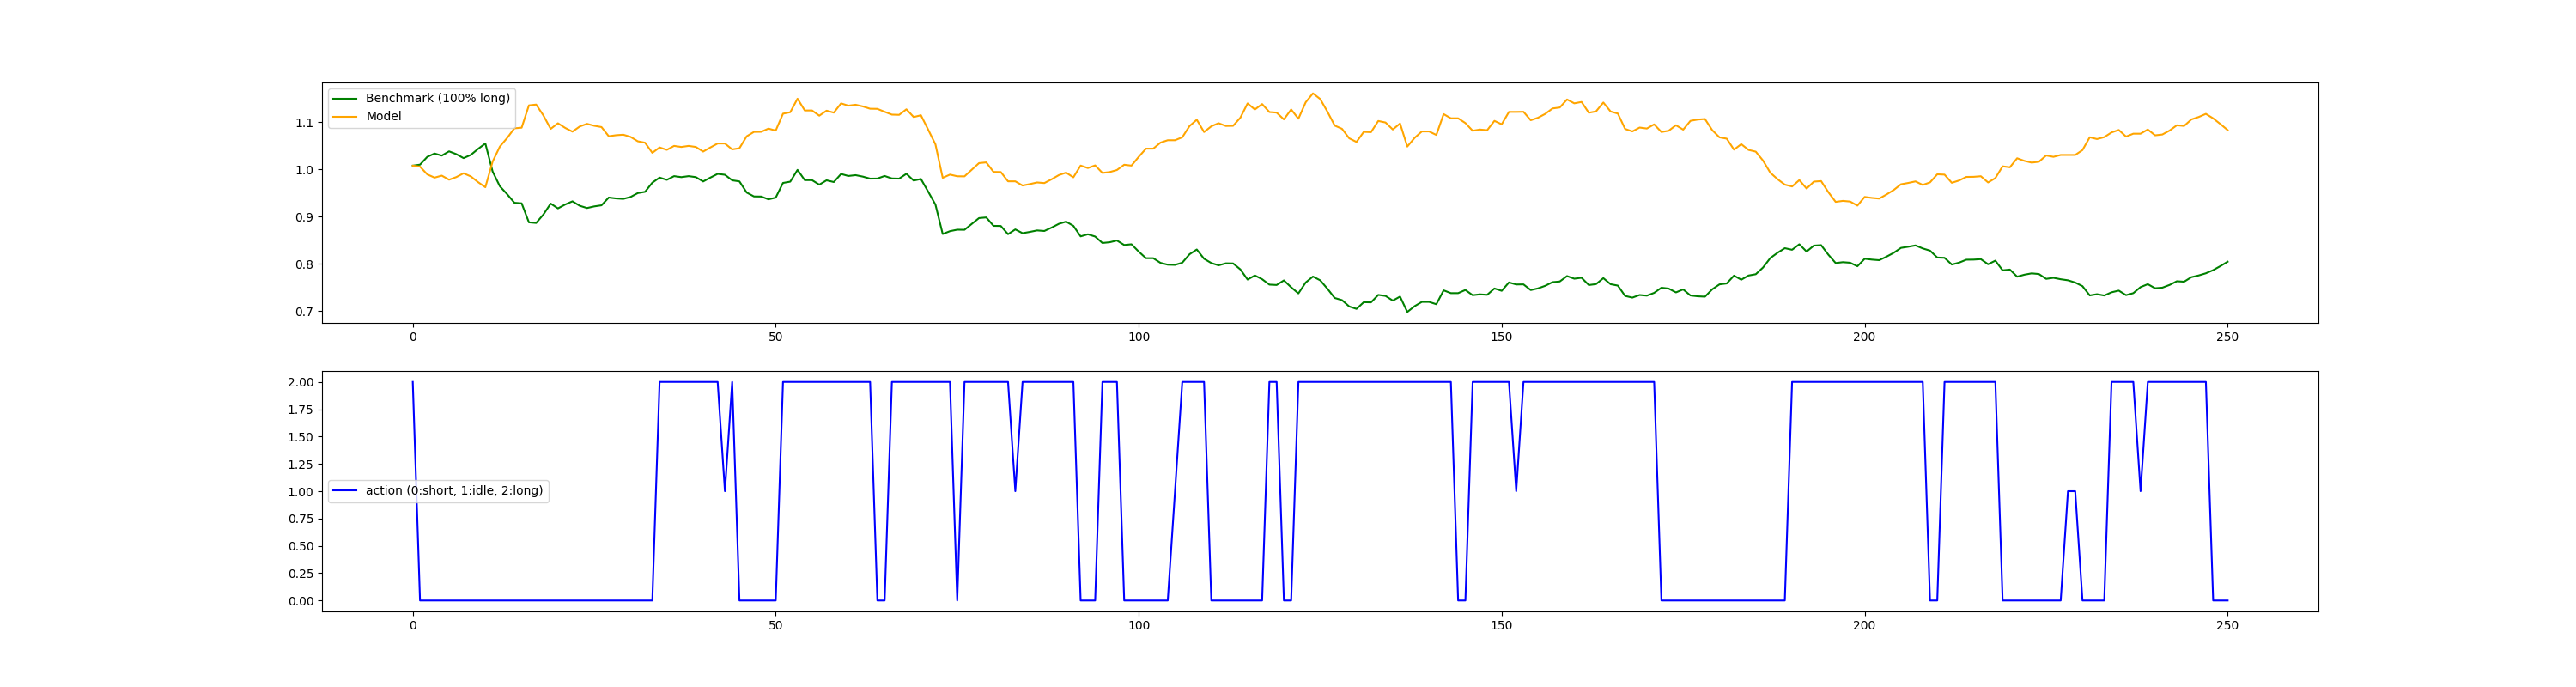 Benchmark (100% long)
Model
1.1
1.0
0.9
0.8
0.7
0 50 100 150 200 250
2.00
1.75
1.50
1.25
1.00
0.75
0.50
0.25
0.00
action (0:short, 1:idle, 2:long)
0 50 100 150 200 250